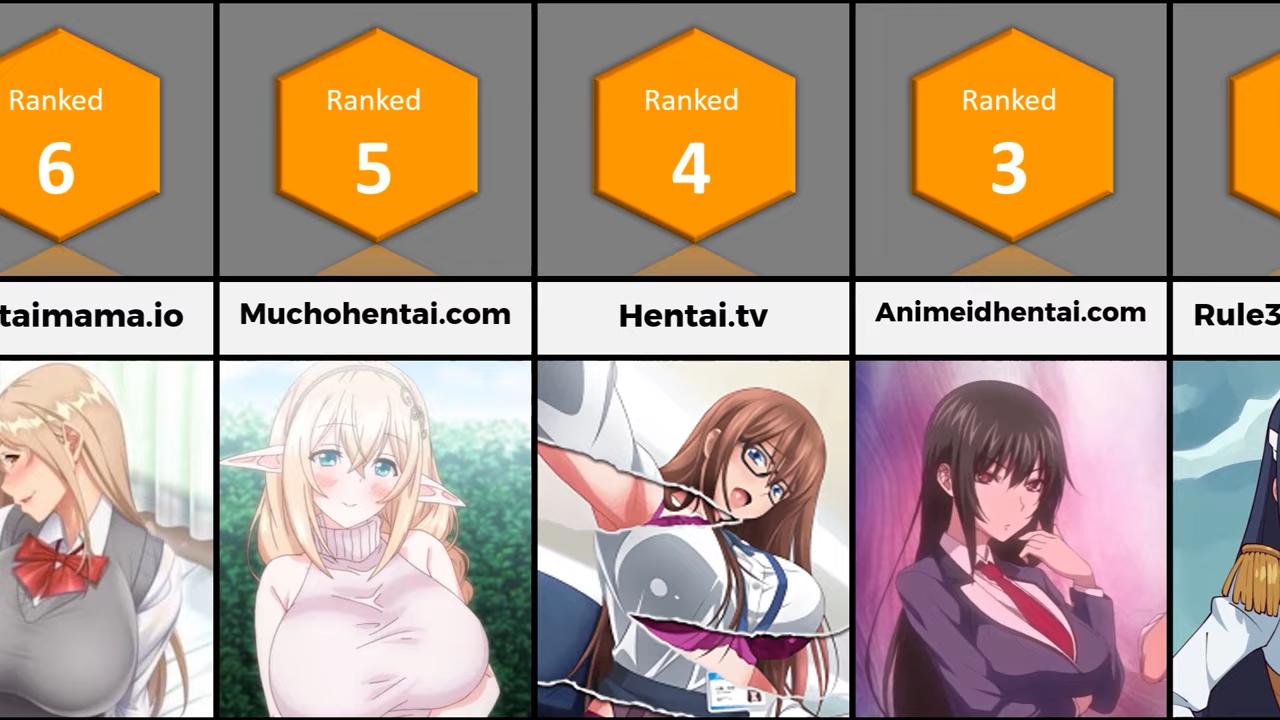 Ranked
6
Ranked
5
Ranked
4
Ranked
3
taimama.io
Muchohentai.com
Hentai.tv
Animeidhentai.com
Rule3